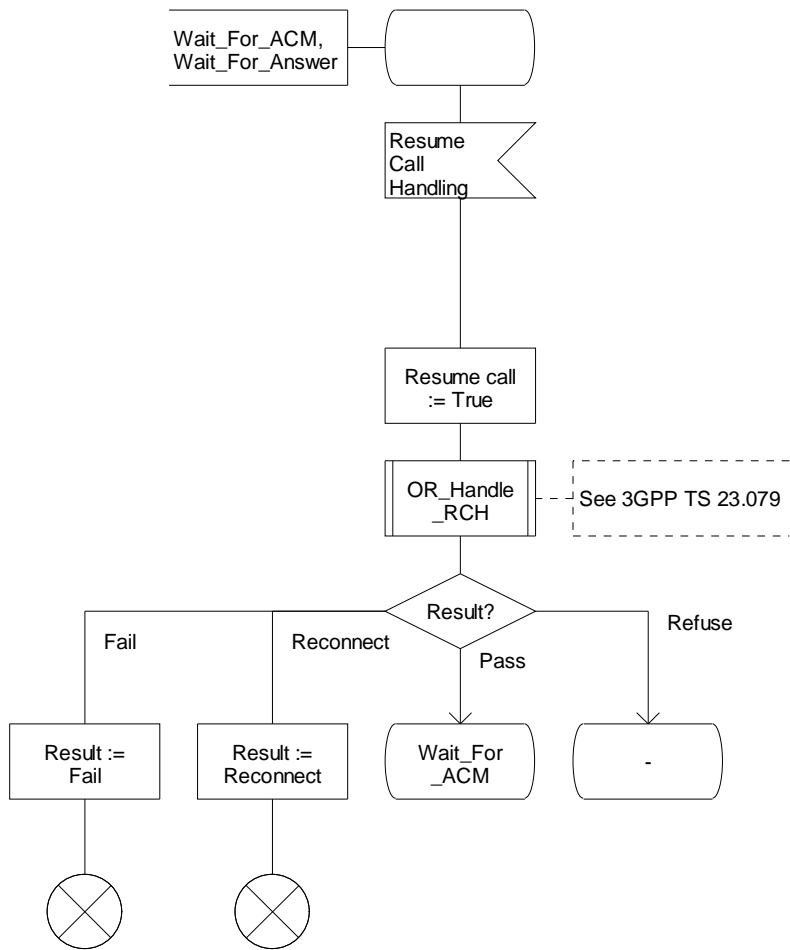 Wait_For_ACM,
Wait_For_Answer
Resume
Call
Handling
Resume call
:= True
OR_Handle
_RCH
See 3GPP TS 23.079
Result?
Fail
Reconnect
Pass
Refuse
Result :=
Fail
Result :=
Reconnect
Wait_For
_ACM
-